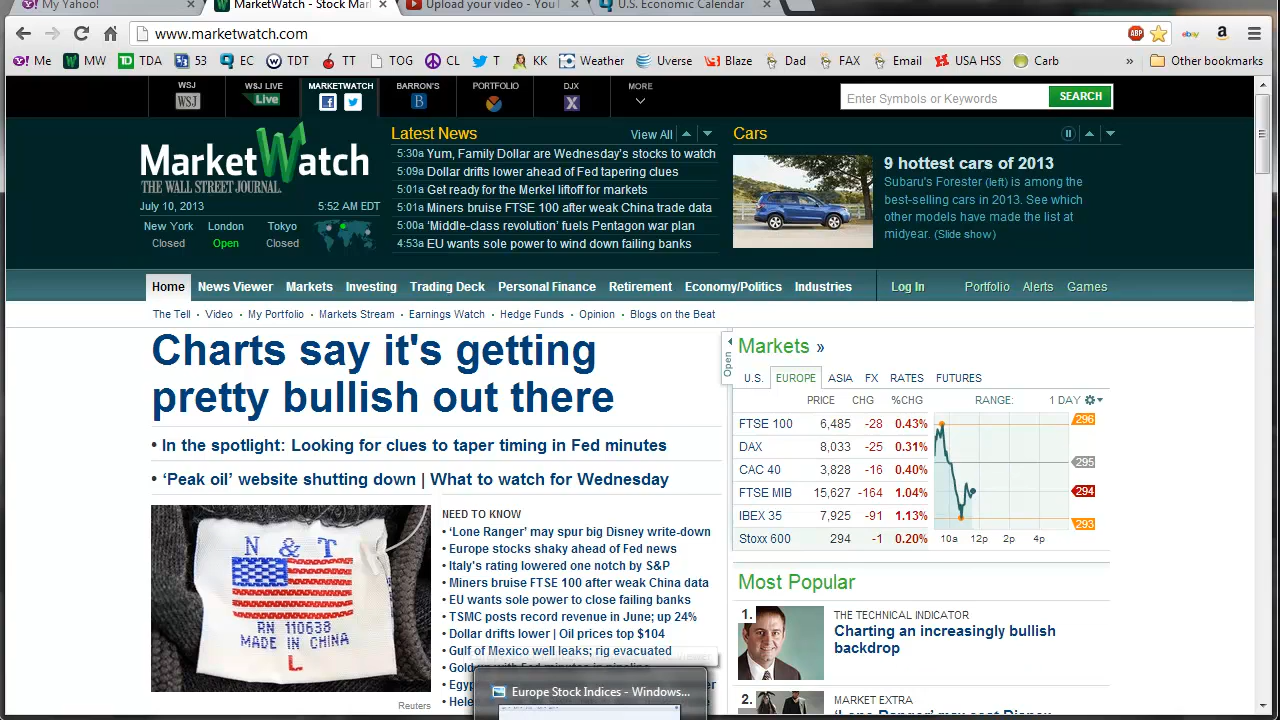 My Yahoo!
MarketWatch - Stock Mar
Upload your video - YouT
U.S. Economic Calendar
www.marketwatch.com
ABP
ebay
Me
MW
TDA
53
EC
TDT
TT
TOG
CL
T
KK
Weather
Uverse
Blaze
Dad
FAX
Email
USA HSS
Carb
»
Other bookmarks
WSJ
WSJ LIVE
MARKETWATCH
BARRON'S
PORTFOLIO
DJX
MORE
WSJ
Live
B
X
Enter Symbols or Keywords
SEARCH
MarketWatch
THE WALL STREET JOURNAL.
July 10, 2013
5:52 AM EDT
New York
London
Tokyo
Closed
Open
Closed
Latest News
View All
5:30a Yum, Family Dollar are Wednesday's stocks to watch
5:09a Dollar drifts lower ahead of Fed tapering clues
5:01a Get ready for the Merkel liftoff for markets
5:01a Miners bruise FTSE 100 after weak China trade data
5:00a 'Middle-class revolution' fuels Pentagon war plan
4:53a EU wants sole power to wind down failing banks
Cars
9 hottest cars of 2013
Subaru's Forester (left) is among the
best-selling cars in 2013. See which
other models have made the list at
midyear. (Slide show)
Home
News Viewer
Markets
Investing
Trading Deck
Personal Finance
Retirement
Economy/Politics
Industries
Log In
Portfolio
Alerts
Games
The Tell · Video · My Portfolio · Markets Stream · Earnings Watch · Hedge Funds · Opinion · Blogs on the Beat
Charts say it's getting
pretty bullish out there
• In the spotlight: Looking for clues to taper timing in Fed minutes
• 'Peak oil' website shutting down | What to watch for Wednesday
N & T
RN 110633
MADE IN CHINA
L
Reuters
NEED TO KNOW
• 'Lone Ranger' may spur big Disney write-down
• Europe stocks shaky ahead of Fed news
• Italy's rating lowered one notch by S&P
• Miners bruise FTSE 100 after weak China data
• EU wants sole power to close failing banks
• TSMC posts record revenue in June; up 24%
• Dollar drifts lower | Oil prices top $104
• Gulf of Mexico well leaks; rig evacuated
Europe Stock Indices - Windows...
Open
Markets »
U.S.
EUROPE
ASIA
FX
RATES
FUTURES
PRICE CHG %CHG
RANGE: 1 DAY
FTSE 100 6,485 -28 0.43%
DAX 8,033 -25 0.31%
CAC 40 3,828 -16 0.40%
FTSE MIB 15,627 -164 1.04%
IBEX 35 7,925 -91 1.13%
Stoxx 600 294 -1 0.20%
296
295
294
293
10a 12p 2p 4p
Most Popular
1.
THE TECHNICAL INDICATOR
Charting an increasingly bullish
backdrop
2.
MARKET EXTRA